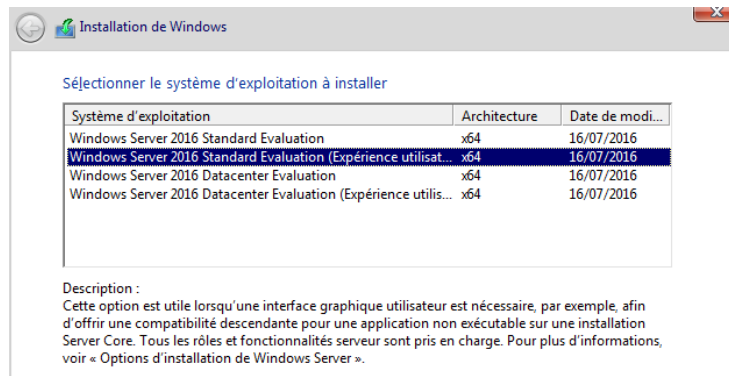 Installation de Windows
Sélectionner le système d'exploitation à installer
Système d'exploitation Architecture Date de modi...
Windows Server 2016 Standard Evaluation x64 16/07/2016
Windows Server 2016 Standard Evaluation (Expérience utilisat... x64 16/07/2016
Windows Server 2016 Datacenter Evaluation x64 16/07/2016
Windows Server 2016 Datacenter Evaluation (Expérience utilis... x64 16/07/2016
Description :
Cette option est utile lorsqu'une interface graphique utilisateur est nécessaire, par exemple, afin
d'offrir une compatibilité descendante pour une application non exécutable sur une installation
Server Core. Tous les rôles et fonctionnalités serveur sont pris en charge. Pour plus d'informations,
voir « Options d'installation de Windows Server ».